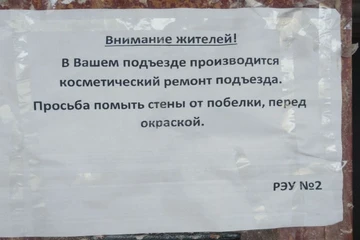 Внимание жителей!
В Вашем подъезде производится
косметический ремонт подъезда.
Просьба помыть стены от побелки, перед
окраской.
РЭУ №2